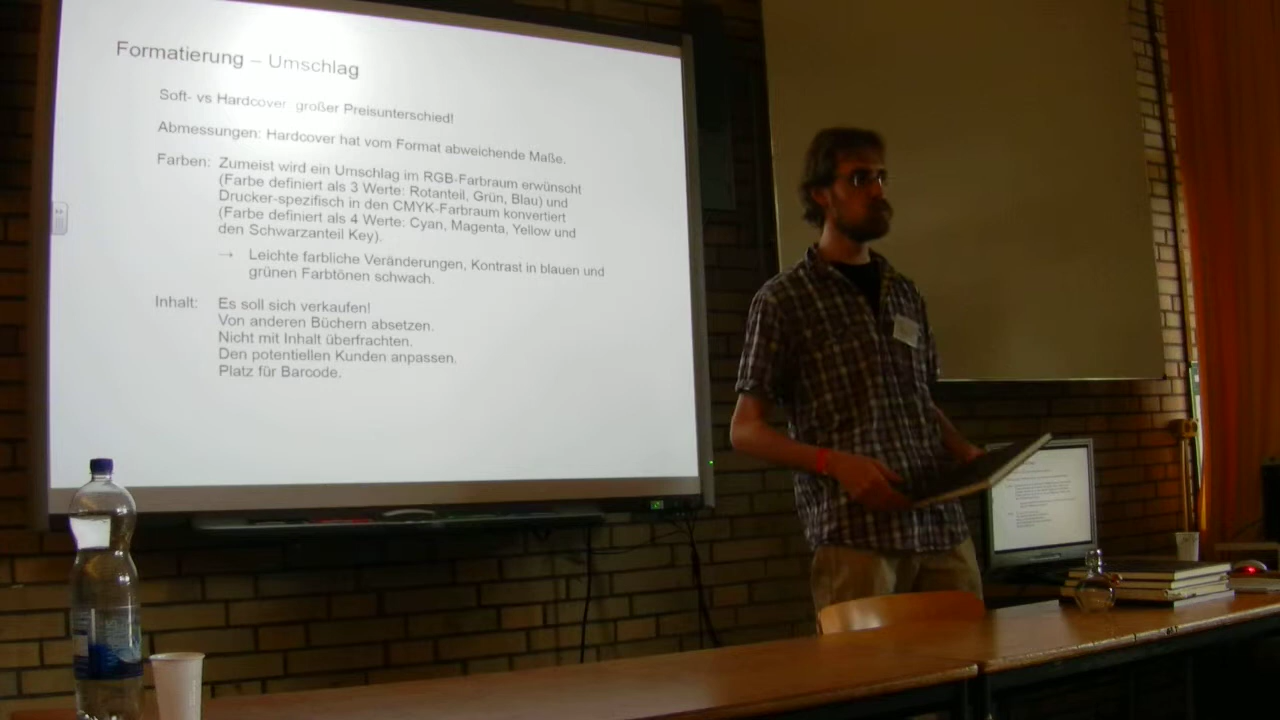 Formatierung – Umschlag
Soft- vs Hardcover großer Preisunterschied!
Abmessungen: Hardcover hat vom Format abweichende Maße.
Farben: Zumeist wird ein Umschlag im RGB-Farbraum erwünscht
(Farbe definiert als 3 Werte: Rotanteil, Grün, Blau) und
Drucker-spezifisch in den CMYK-Farbraum konvertiert
(Farbe definiert als 4 Werte: Cyan, Magenta, Yellow und
den Schwarzanteil Key).
→ Leichte farbliche Veränderungen, Kontrast in blauen und
grünen Farbtönen schwach.
Inhalt: Es soll sich verkaufen!
Von anderen Büchern absetzen.
Nicht mit Inhalt überfrachten.
Den potentiellen Kunden anpassen.
Platz für Barcode.